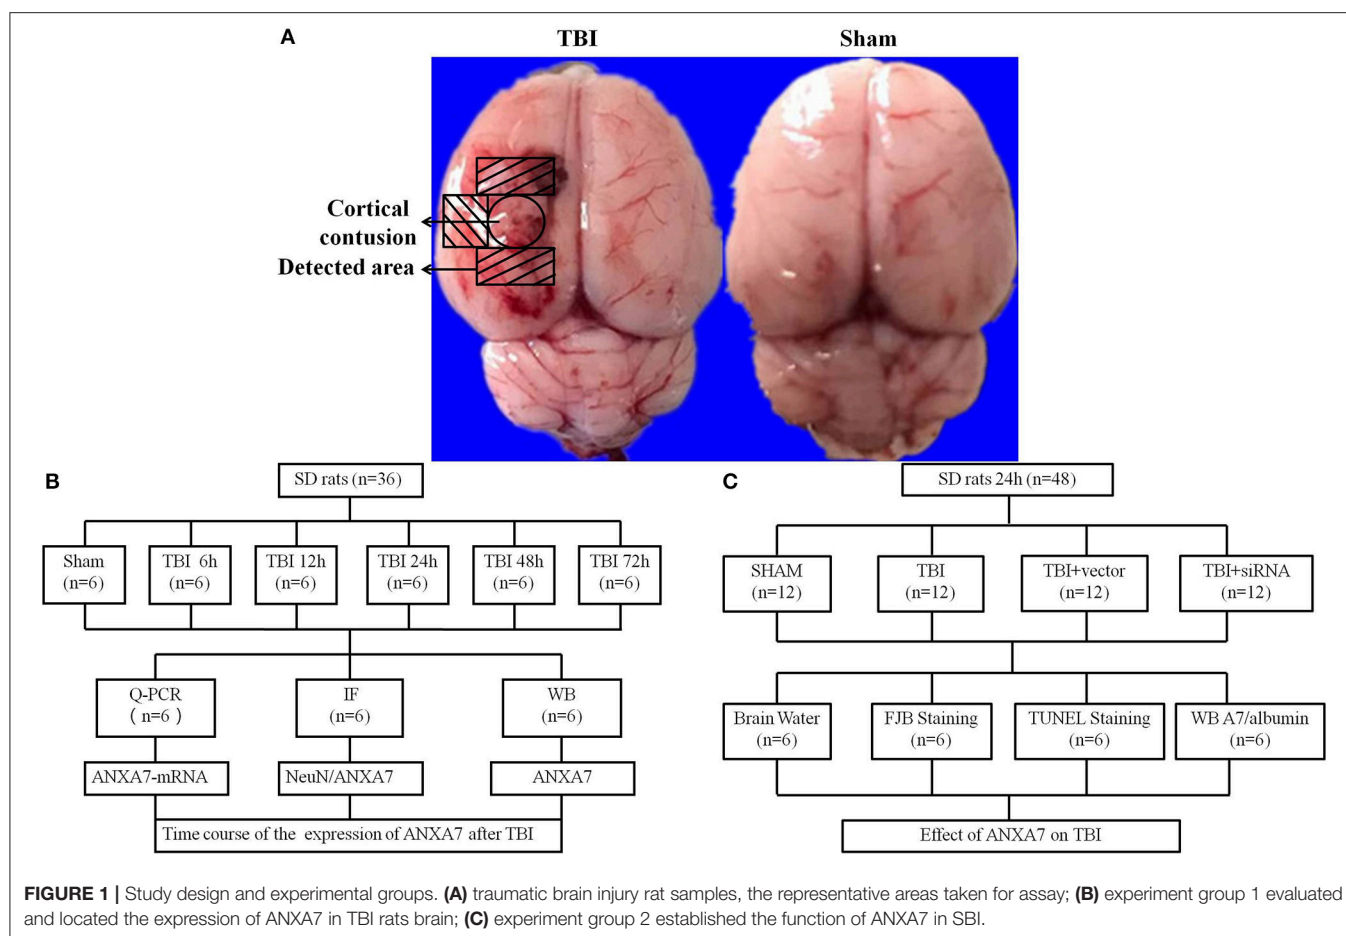 A
TBI
Sham
Cortical
contusion
Detected area
B
SD rats (n=36)
Sham
(n=6)
TBI 6h
(n=6)
TBI 12h
(n=6)
TBI 24h
(n=6)
TBI 48h
(n=6)
TBI 72h
(n=6)
Q-PCR
( n=6 )
IF
(n=6)
WB
(n=6)
ANXA7-mRNA
NeuN/ANXA7
ANXA7
Time course of the expression of ANXA7 after TBI
C
SD rats 24h (n=48)
SHAM
(n=12)
TBI
(n=12)
TBI+vector
(n=12)
TBI+siRNA
(n=12)
Brain Water
(n=6)
FJB Staining
(n=6)
TUNEL Staining
(n=6)
WB A7/albumin
(n=6)
Effect of ANXA7 on TBI
FIGURE 1 | Study design and experimental groups. (A) traumatic brain injury rat samples, the representative areas taken for assay; (B) experiment group 1 evaluated
and located the expression of ANXA7 in TBI rats brain; (C) experiment group 2 established the function of ANXA7 in SBI.